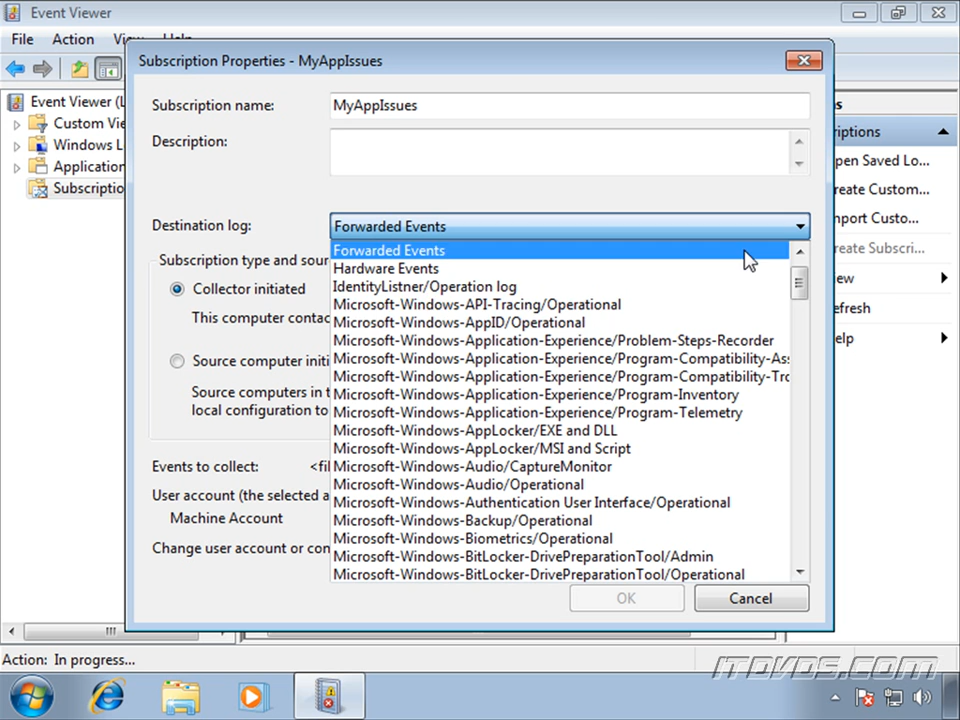 Event Viewer
File Action View Help
Subscription Properties - MyAppIssues
Event Viewer (L
Custom Vie
Windows L
Application
Subscriptio
Subscription name: MyAppIssues
Description:
Destination log: Forwarded Events
Forwarded Events
Hardware Events
IdentityListner/Operation log
Microsoft-Windows-API-Tracing/Operational
Microsoft-Windows-AppID/Operational
Microsoft-Windows-Application-Experience/Problem-Steps-Recorder
Microsoft-Windows-Application-Experience/Program-Compatibility-Ass
Microsoft-Windows-Application-Experience/Program-Compatibility-Tro
Microsoft-Windows-Application-Experience/Program-Inventory
Microsoft-Windows-Application-Experience/Program-Telemetry
Microsoft-Windows-AppLocker/EXE and DLL
Microsoft-Windows-AppLocker/MSI and Script
Microsoft-Windows-Audio/CaptureMonitor
Microsoft-Windows-Audio/Operational
Microsoft-Windows-Authentication User Interface/Operational
Microsoft-Windows-Backup/Operational
Microsoft-Windows-Biometrics/Operational
Microsoft-Windows-BitLocker-DrivePreparationTool/Admin
Microsoft-Windows-BitLocker-DrivePreparationTool/Operational
Subscription type and sour
Collector initiated
This computer contac
Source computer initi
Source computers in t
local configuration to
Events to collect: <fil
User account (the selected a
Machine Account
Change user account or con
OK Cancel
ns
riptions
pen Saved Lo...
reate Custom...
mport Custo...
reate Subscri...
ew
efresh
elp
Action: In progress...
ITDVDS.COM